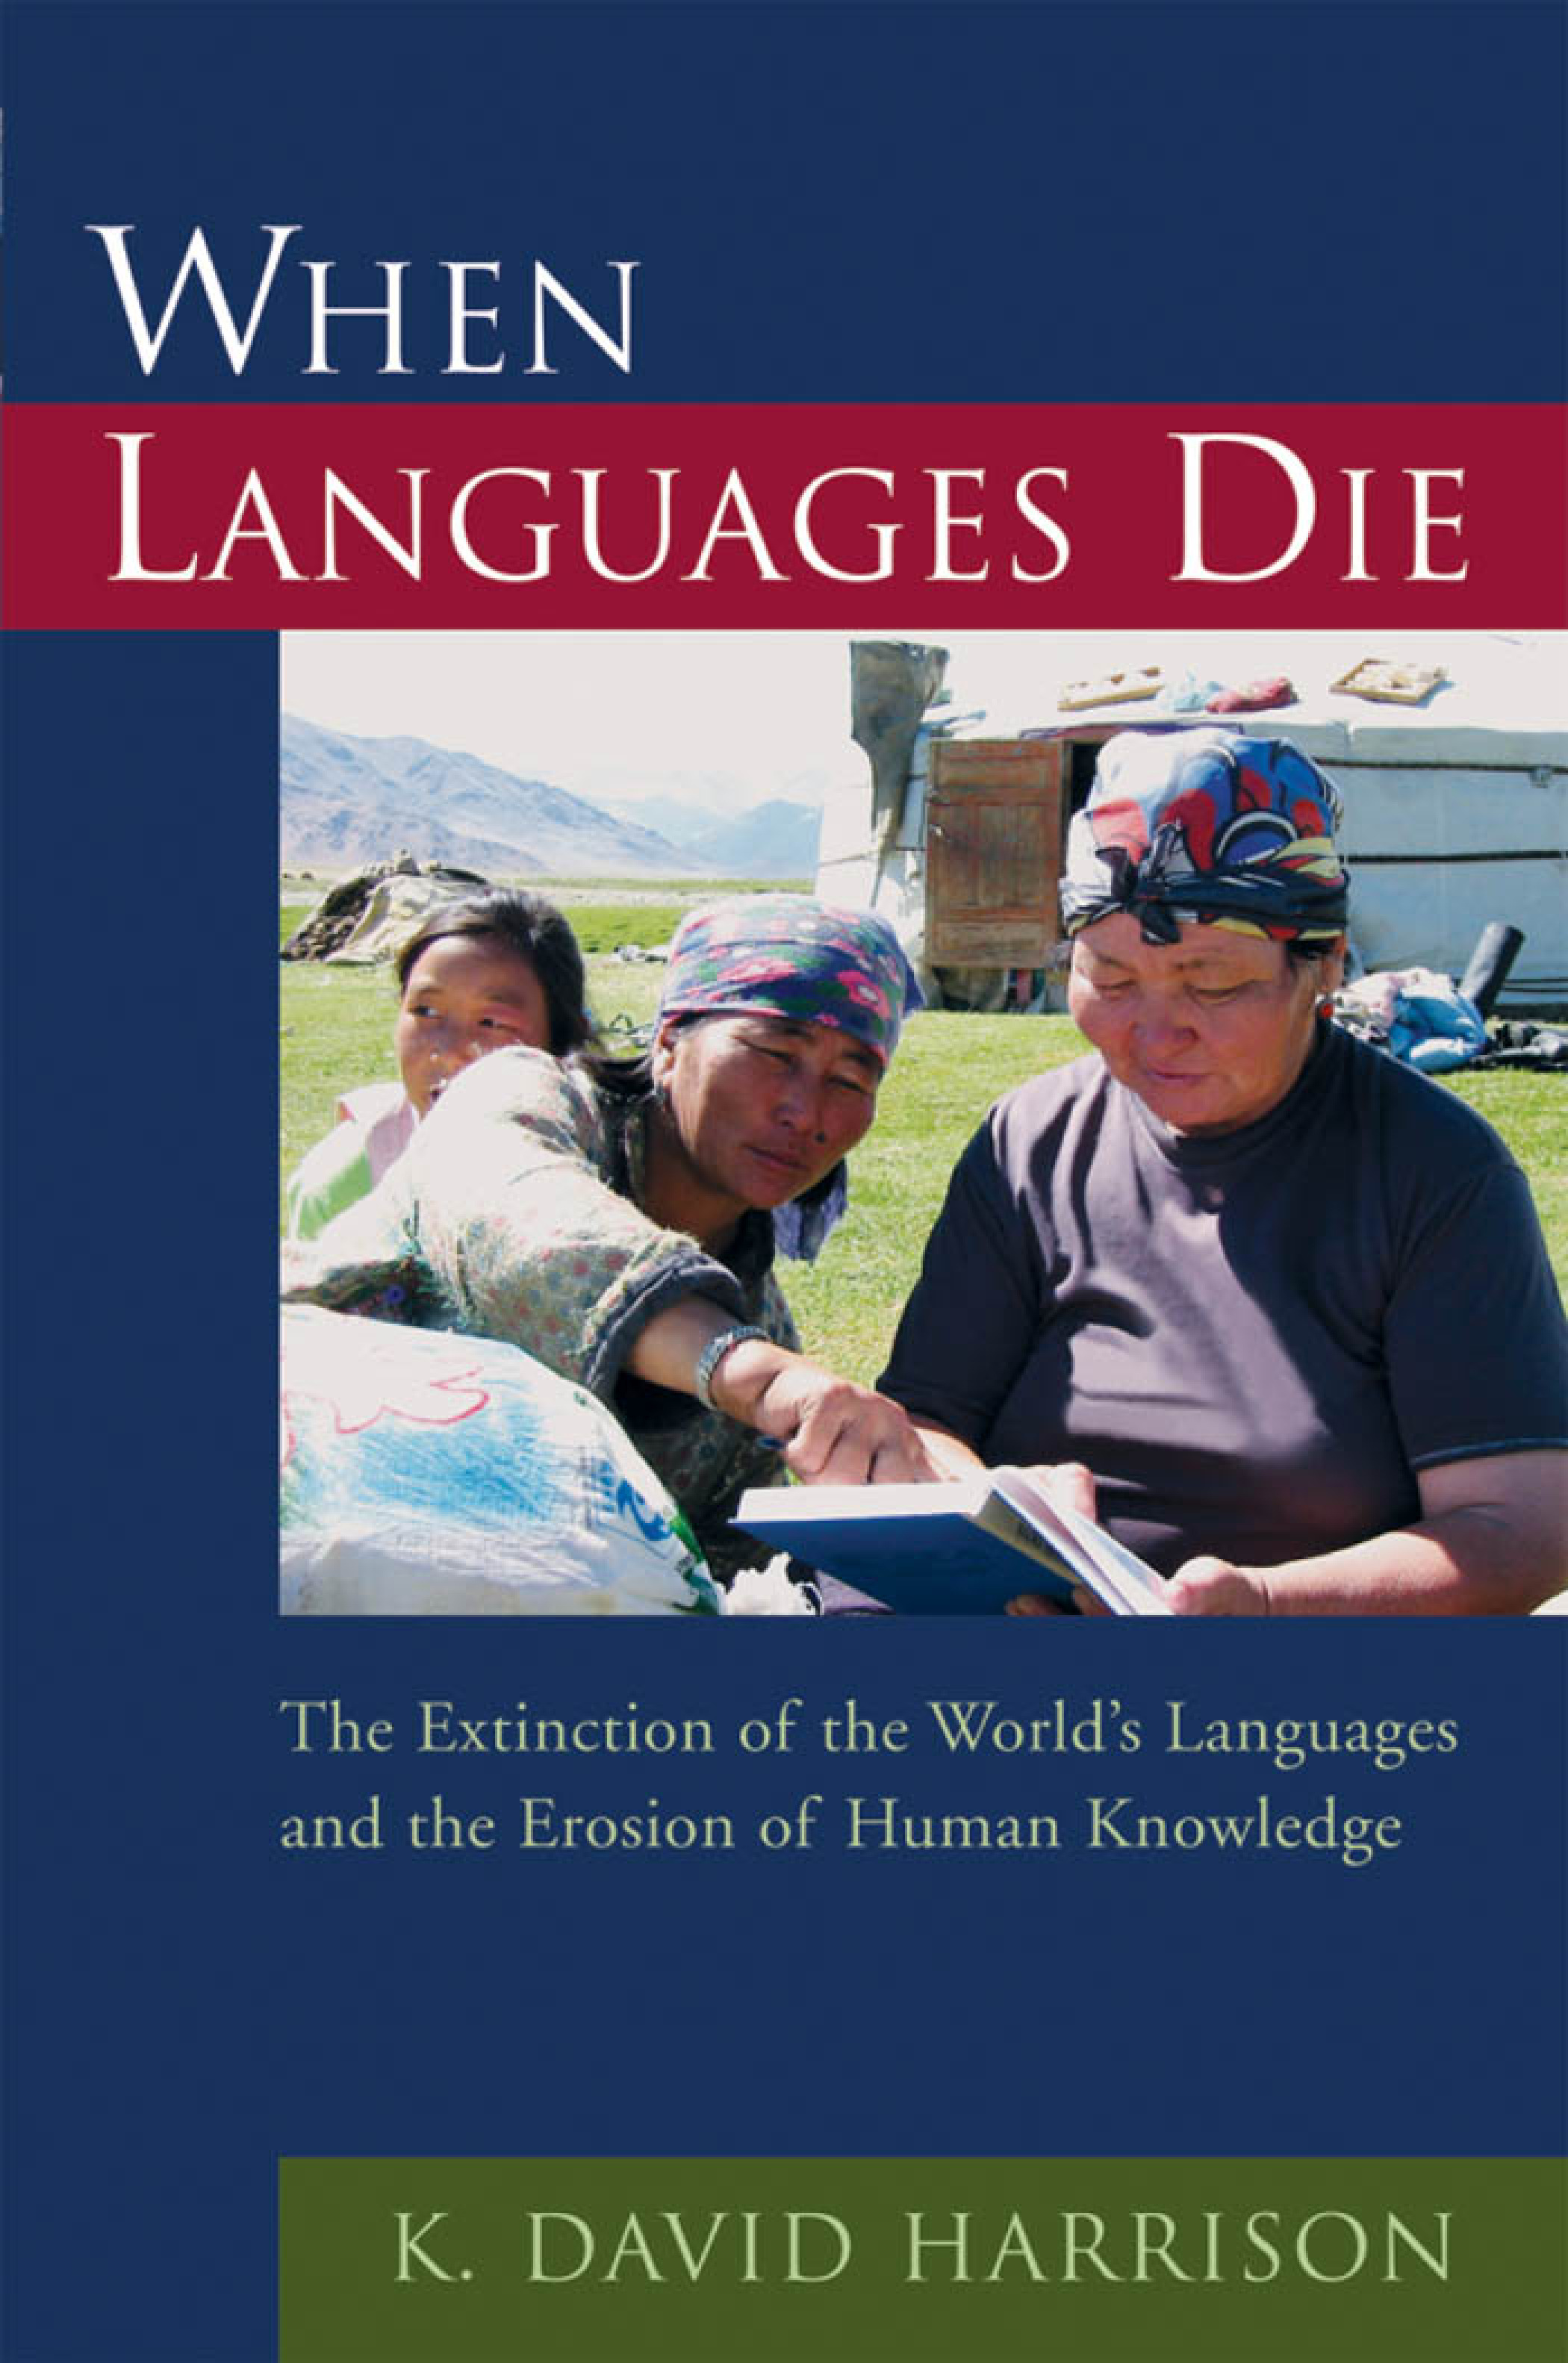 WHEN
LANGUAGES DIE
The Extinction of the World's Languages
and the Erosion of Human Knowledge
K. DAVID HARRISON